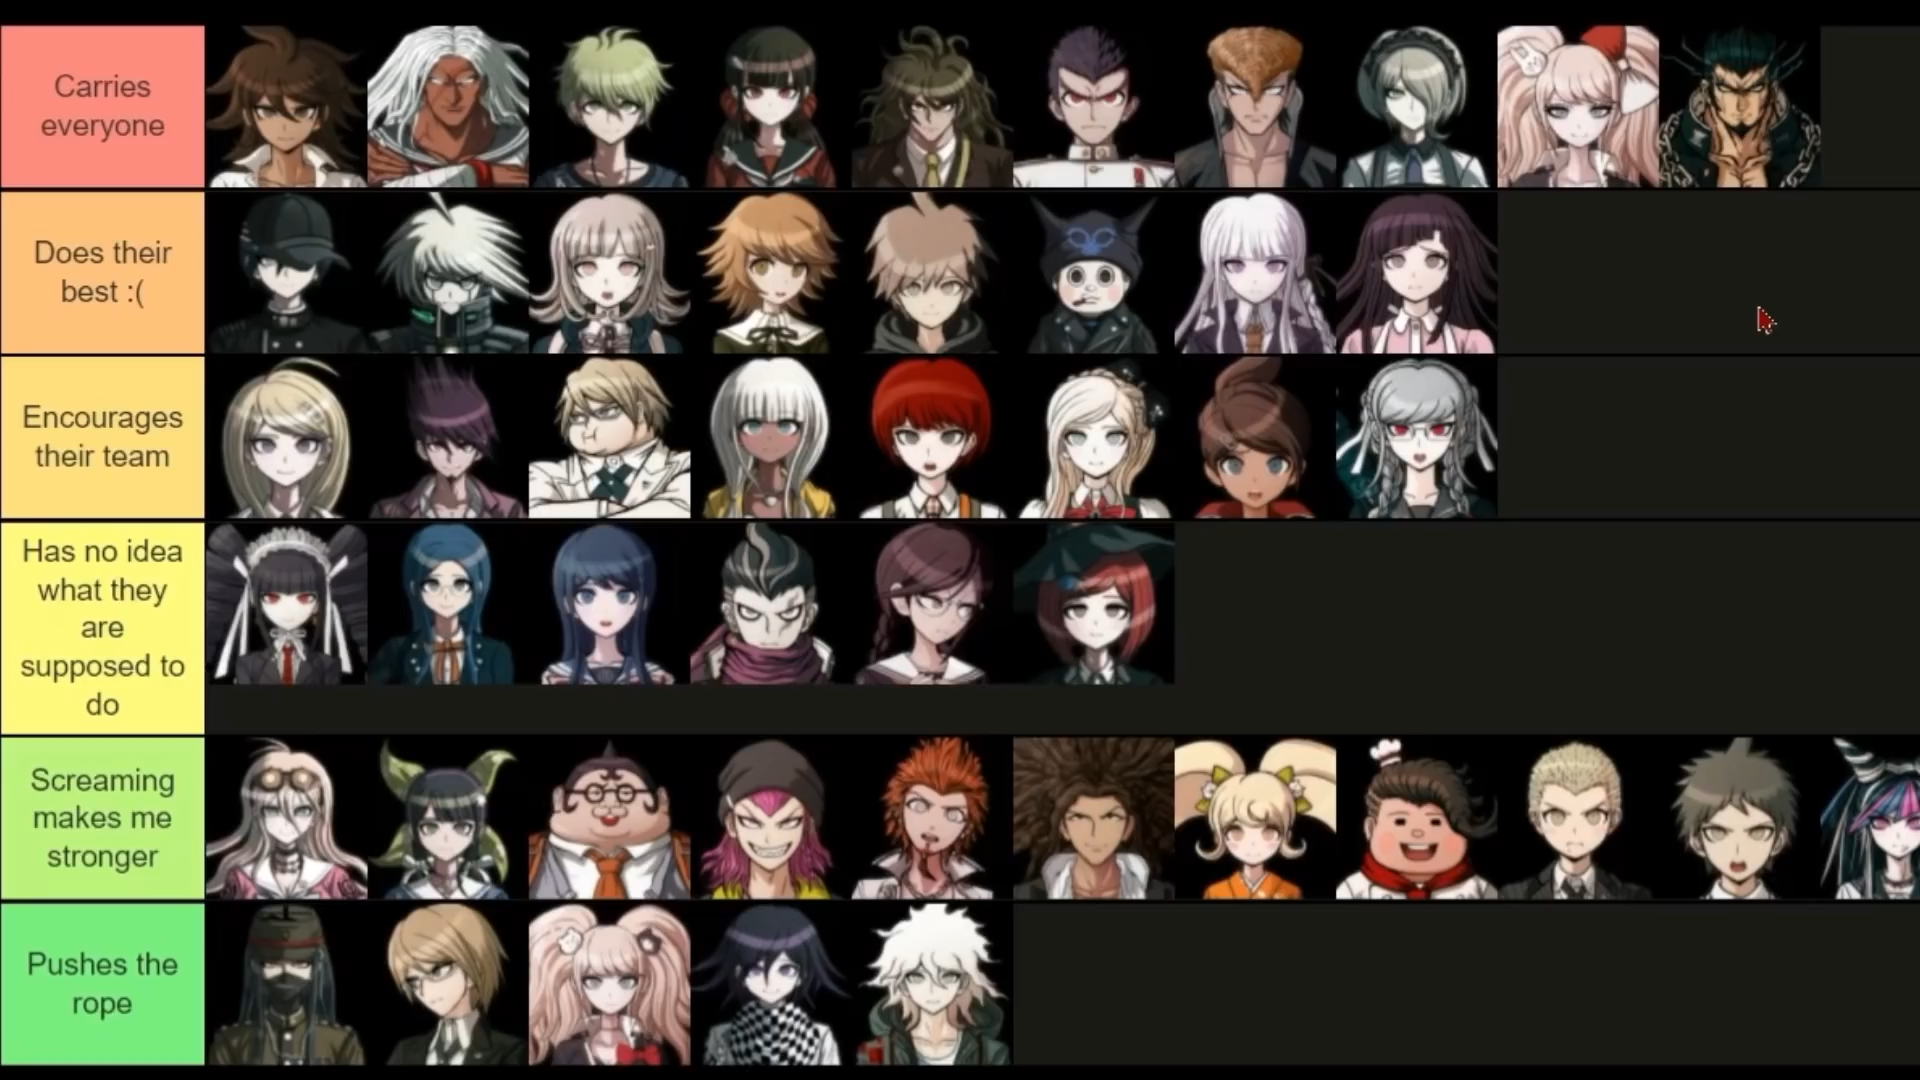 Carries
everyone
Does their
best :(
Encourages
their team
Has no idea
what they
are
supposed to
do
Screaming
makes me
stronger
Pushes the
rope